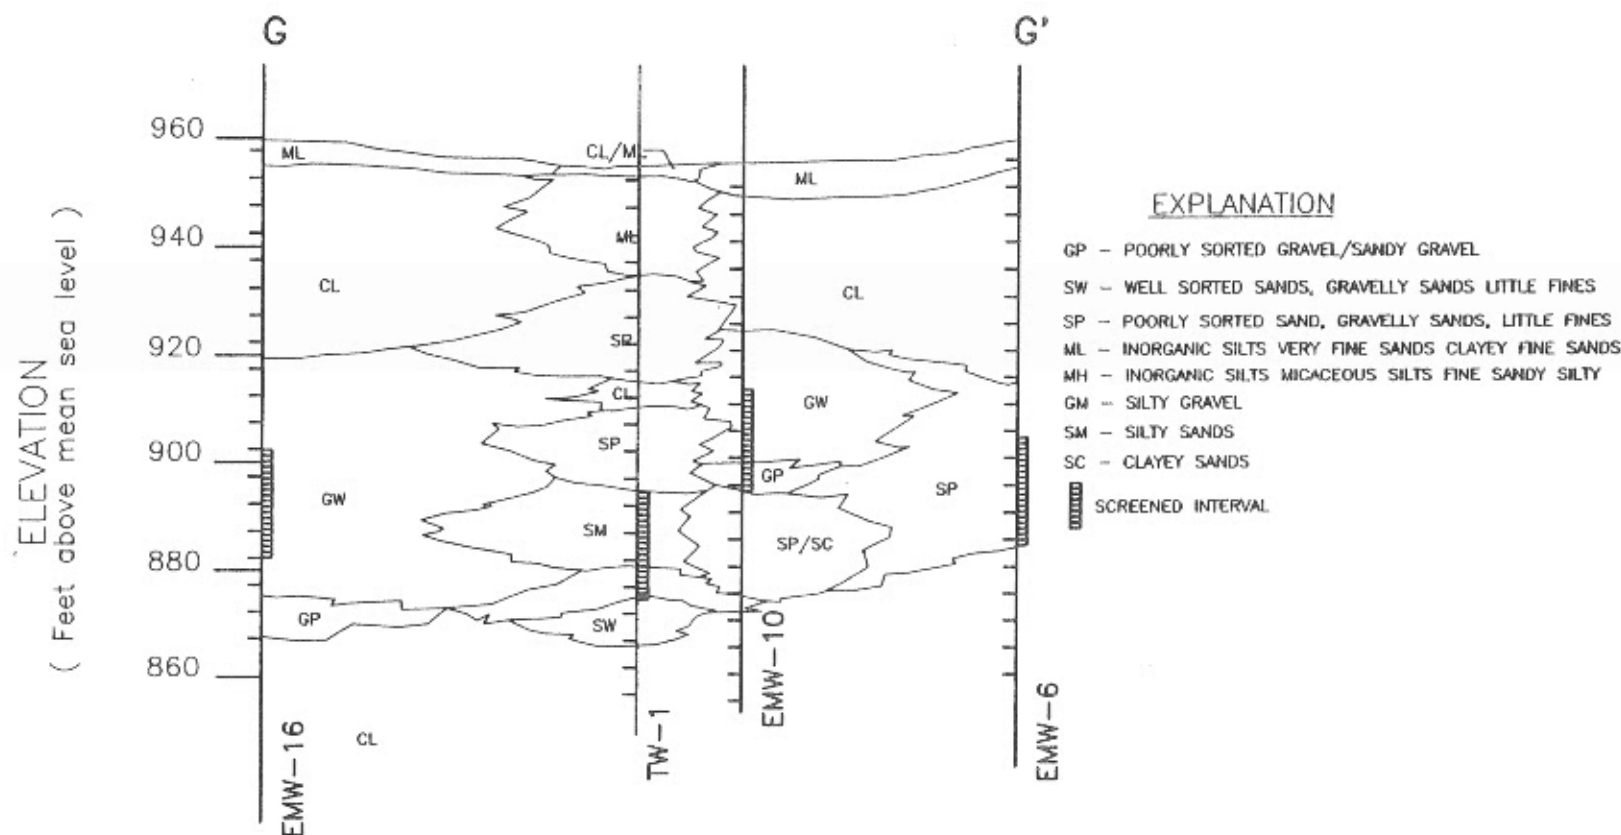 G
G'
960
940
920
900
880
860
ELEVATION
( Feet above mean sea level )
ML
CL/M
ML
ML
CL
CL
SP
CL
GW
SP
GP
SP
GW
SM
SP/SC
GP
SW
CL
EMW-16
TW-1
EMW-10
EMW-6
EXPLANATION
GP - POORLY SORTED GRAVEL/SANDY GRAVEL
SW - WELL SORTED SANDS, GRAVELLY SANDS LITTLE FINES
SP - POORLY SORTED SAND, GRAVELLY SANDS, LITTLE FINES
ML - INORGANIC SILTS VERY FINE SANDS CLAYEY FINE SANDS
MH - INORGANIC SILTS MICACEOUS SILTS FINE SANDY SILTY
GM - SILTY GRAVEL
SM - SILTY SANDS
SC - CLAYEY SANDS
SCREENED INTERVAL